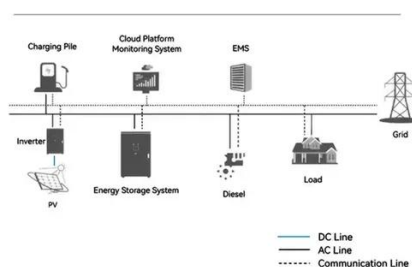 Cloud Platform
Monitoring System
Charging Pile
EMS
Grid
Inverter
PV
Energy Storage System
Diesel
Load
DC Line
AC Line
Communication Line